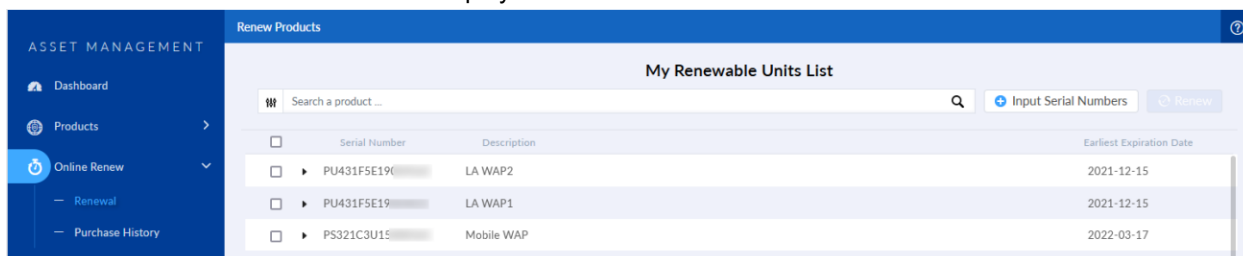 Renew Products
ASSET MANAGEMENT
My Renewable Units List
Dashboard
Search a product ...
Input Serial Numbers
Renew
Products
Serial Number Description Earliest Expiration Date
Online Renew
PU431F5E190 LA WAP2 2021-12-15
Renewal
PU431F5E19 LA WAP1 2021-12-15
Purchase History
PS321C3U15 Mobile WAP 2022-03-17